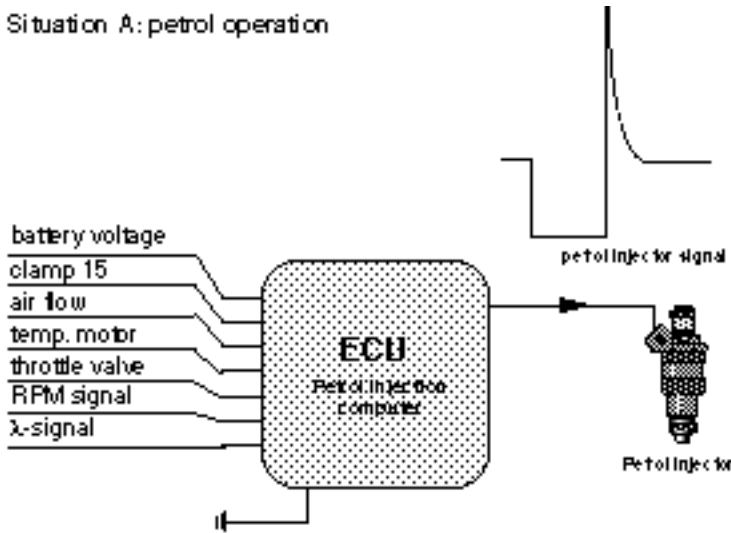 Situation A: petrol operation
petrol injector signal
battery voltage
clamp 15
air flow
temp. motor
throttle valve
RPM signal
λ-signal
ECU
Petrol injection
computer
Petrol injector